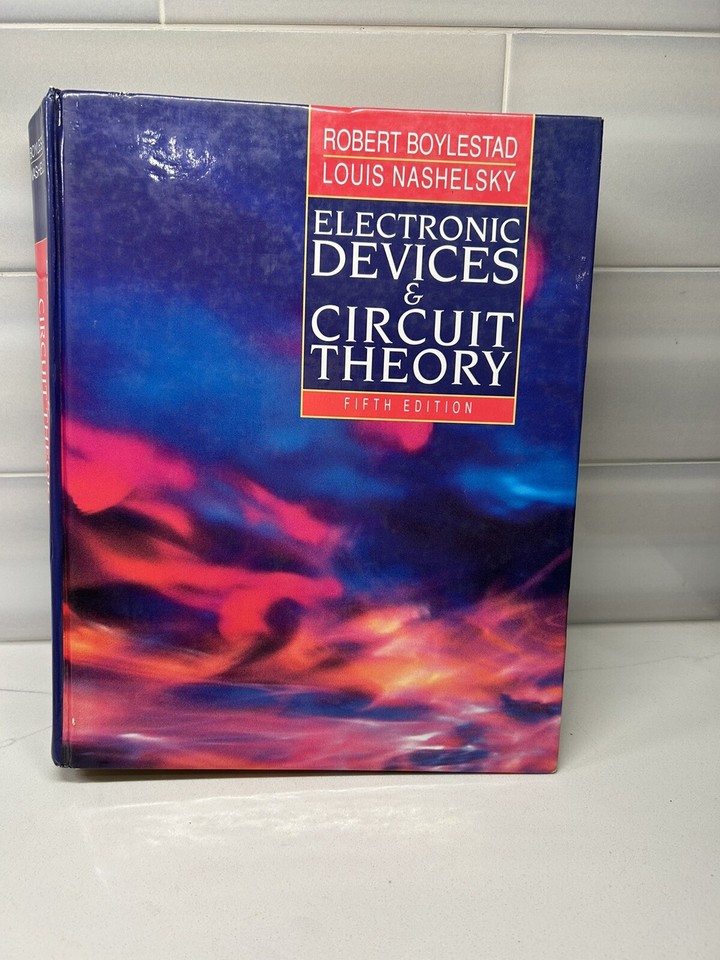 ROBERT BOYLESTAD
LOUIS NASHELSKY
ELECTRONIC
DEVICES
&
CIRCUIT
THEORY
FIFTH EDITION